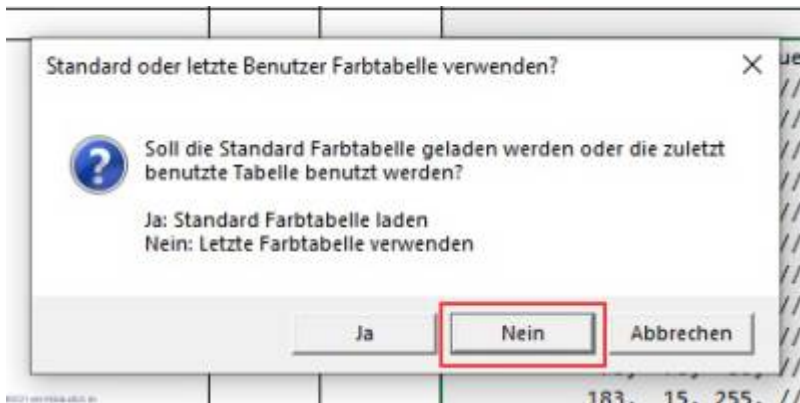 Standard oder letzte Benutzer Farbtabelle verwenden?
Soll die Standard Farbtabelle geladen werden oder die zuletzt
benutzte Tabelle benutzt werden?
Ja: Standard Farbtabelle laden
Nein: Letzte Farbtabelle verwenden
Ja
Nein
Abbrechen
183, 15, 255, //